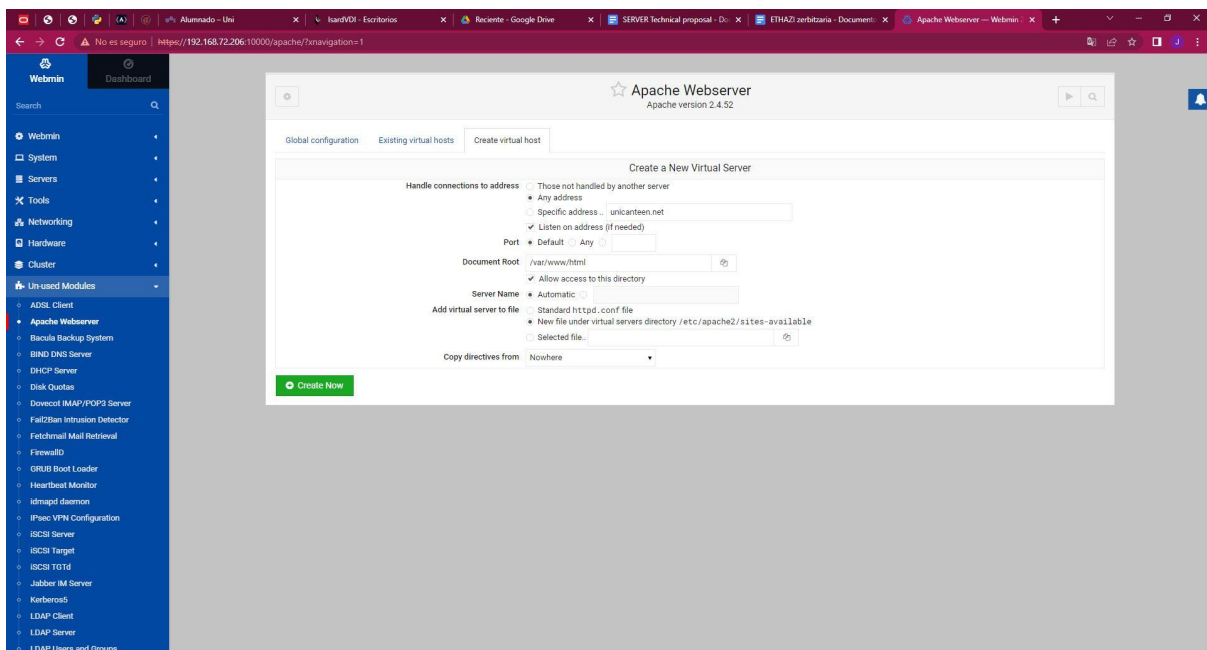 Alumnado – Uni
IsardVDI - Escritorios
Reciente - Google Drive
SERVER Technical proposal - Do
ETHAZI zerbitzaria - Document
Apache Webserver — Webmin
No es seguro | https://192.168.72.206:10000/apache/?xnavigation=1
J
Webmin
Dashboard
Search
Webmin
System
Servers
Tools
Networking
Hardware
Cluster
Un-used Modules
ADSL Client
Apache Webserver
Bacula Backup System
BIND DNS Server
DHCP Server
Disk Quotas
Dovecot IMAP/POP3 Server
Fail2Ban Intrusion Detector
Fetchmail Mail Retrieval
FirewallD
GRUB Boot Loader
Heartbeat Monitor
idmapd daemon
IPsec VPN Configuration
iSCSI Server
iSCSI Target
iSCSI TGTd
Jabber IM Server
Kerberos5
LDAP Client
LDAP Server
LDAP Users and Groups
Apache Webserver
Apache version 2.4.52
Global configuration
Existing virtual hosts
Create virtual host
Create a New Virtual Server
Handle connections to address
Those not handled by another server
Any address
Specific address .. unicanteen.net
Listen on address (if needed)
Port Default Any
Document Root /var/www/html
Allow access to this directory
Server Name Automatic
Add virtual server to file
Standard httpd.conf file
New file under virtual servers directory /etc/apache2/sites-available
Selected file..
Copy directives from Nowhere
Create Now